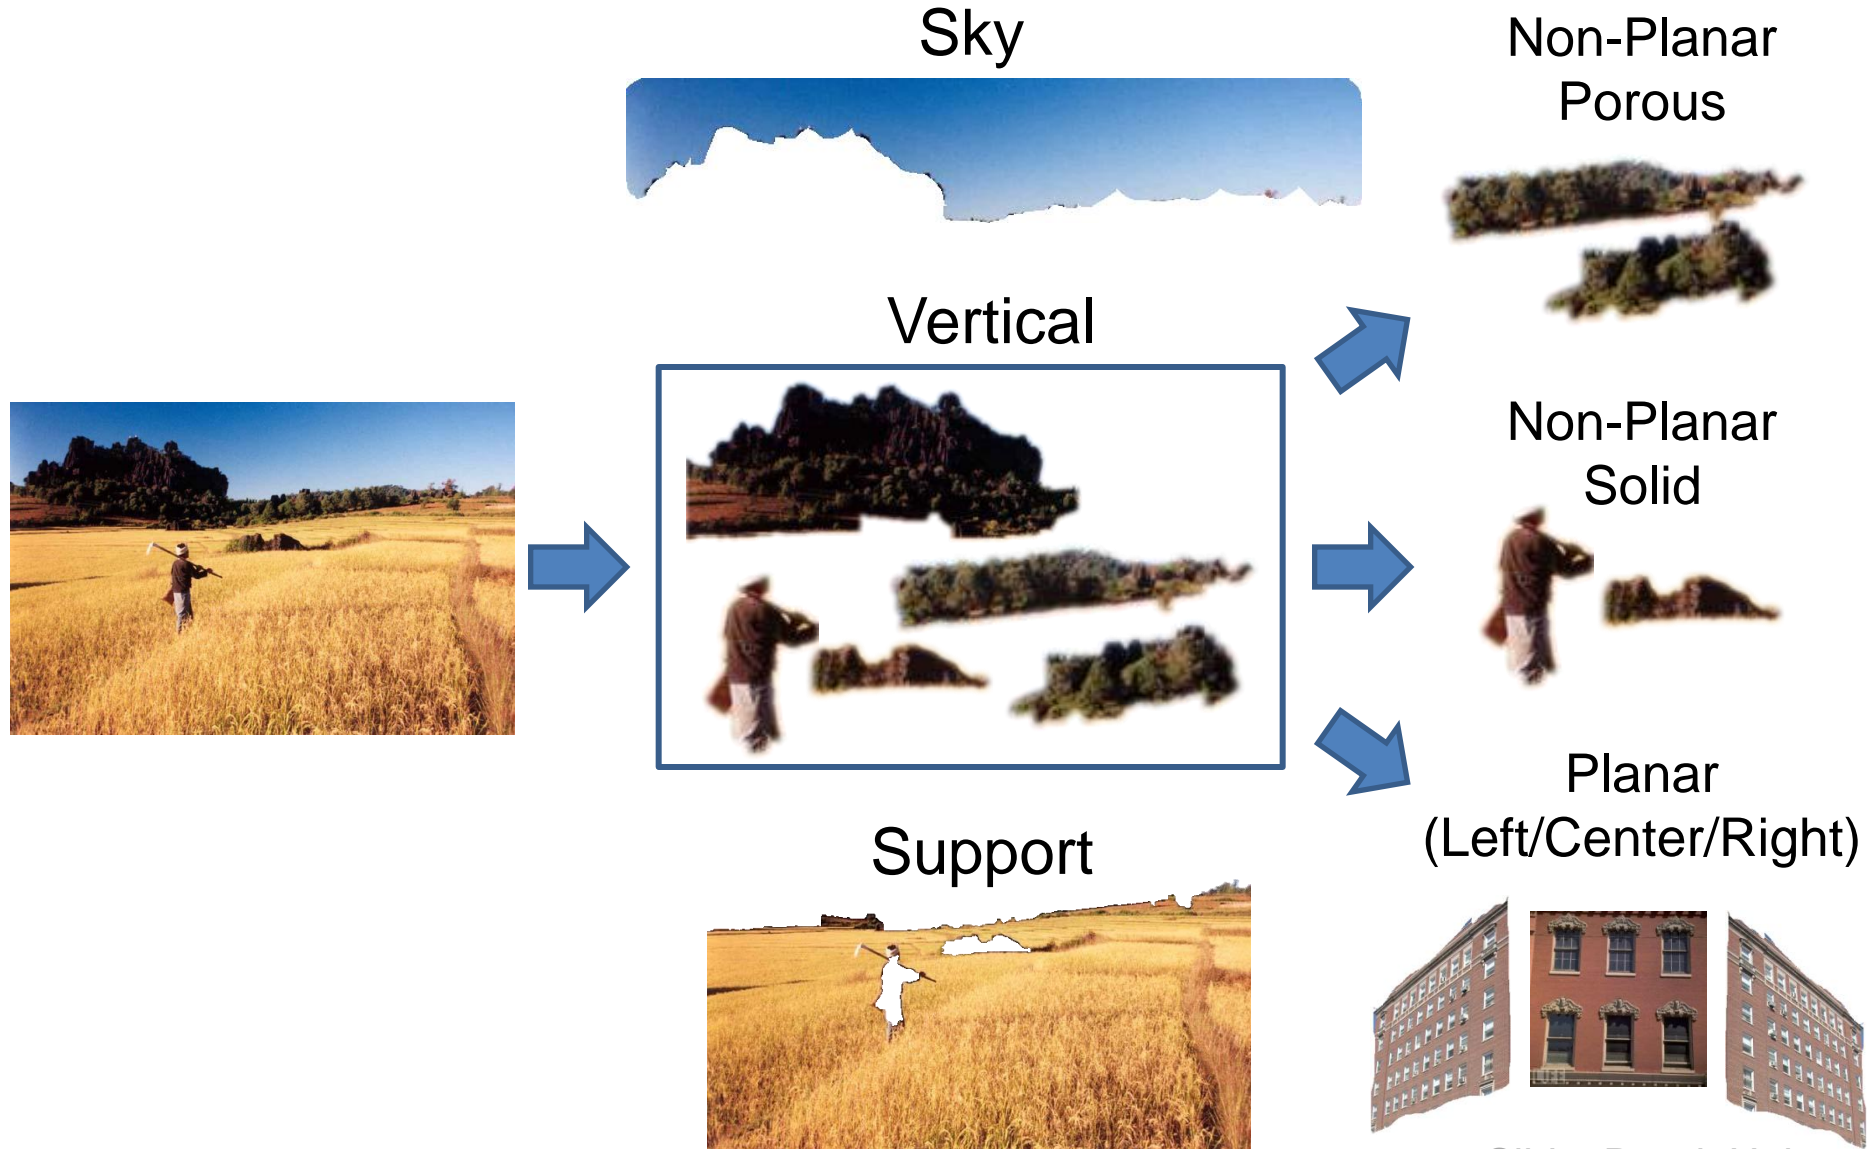 Sky
Non-Planar
Porous
Vertical
Non-Planar
Solid
Planar
(Left/Center/Right)
Support